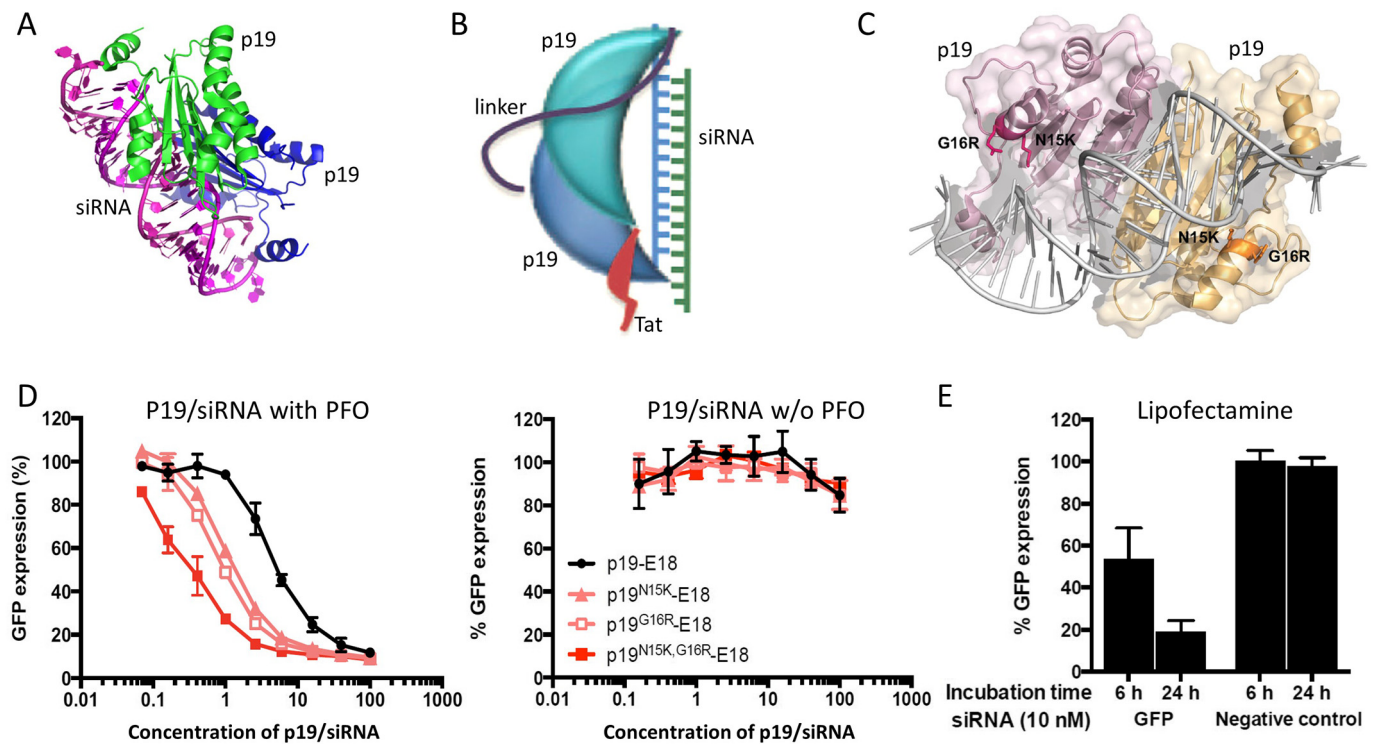 A
p19
siRNA
p19
B
p19
linker
siRNA
p19
Tat
C
p19
p19
G16R
N15K
N15K
G16R
D
P19/siRNA with PFO
GFP expression (%)
120
100
80
60
40
20
0
0.01
0.1
1
10
100
1000
Concentration of p19/siRNA
P19/siRNA w/o PFO
% GFP expression
120
100
80
60
40
20
0
p19-E18
p19N15K-E18
p19G16R-E18
p19N15K,G16R-E18
0.01
0.1
1
10
100
1000
Concentration of p19/siRNA
E
Lipofectamine
% GFP expression
120
100
80
60
40
20
0
Incubation time 6 h 24 h 6 h 24 h
siRNA (10 nM) GFP Negative control